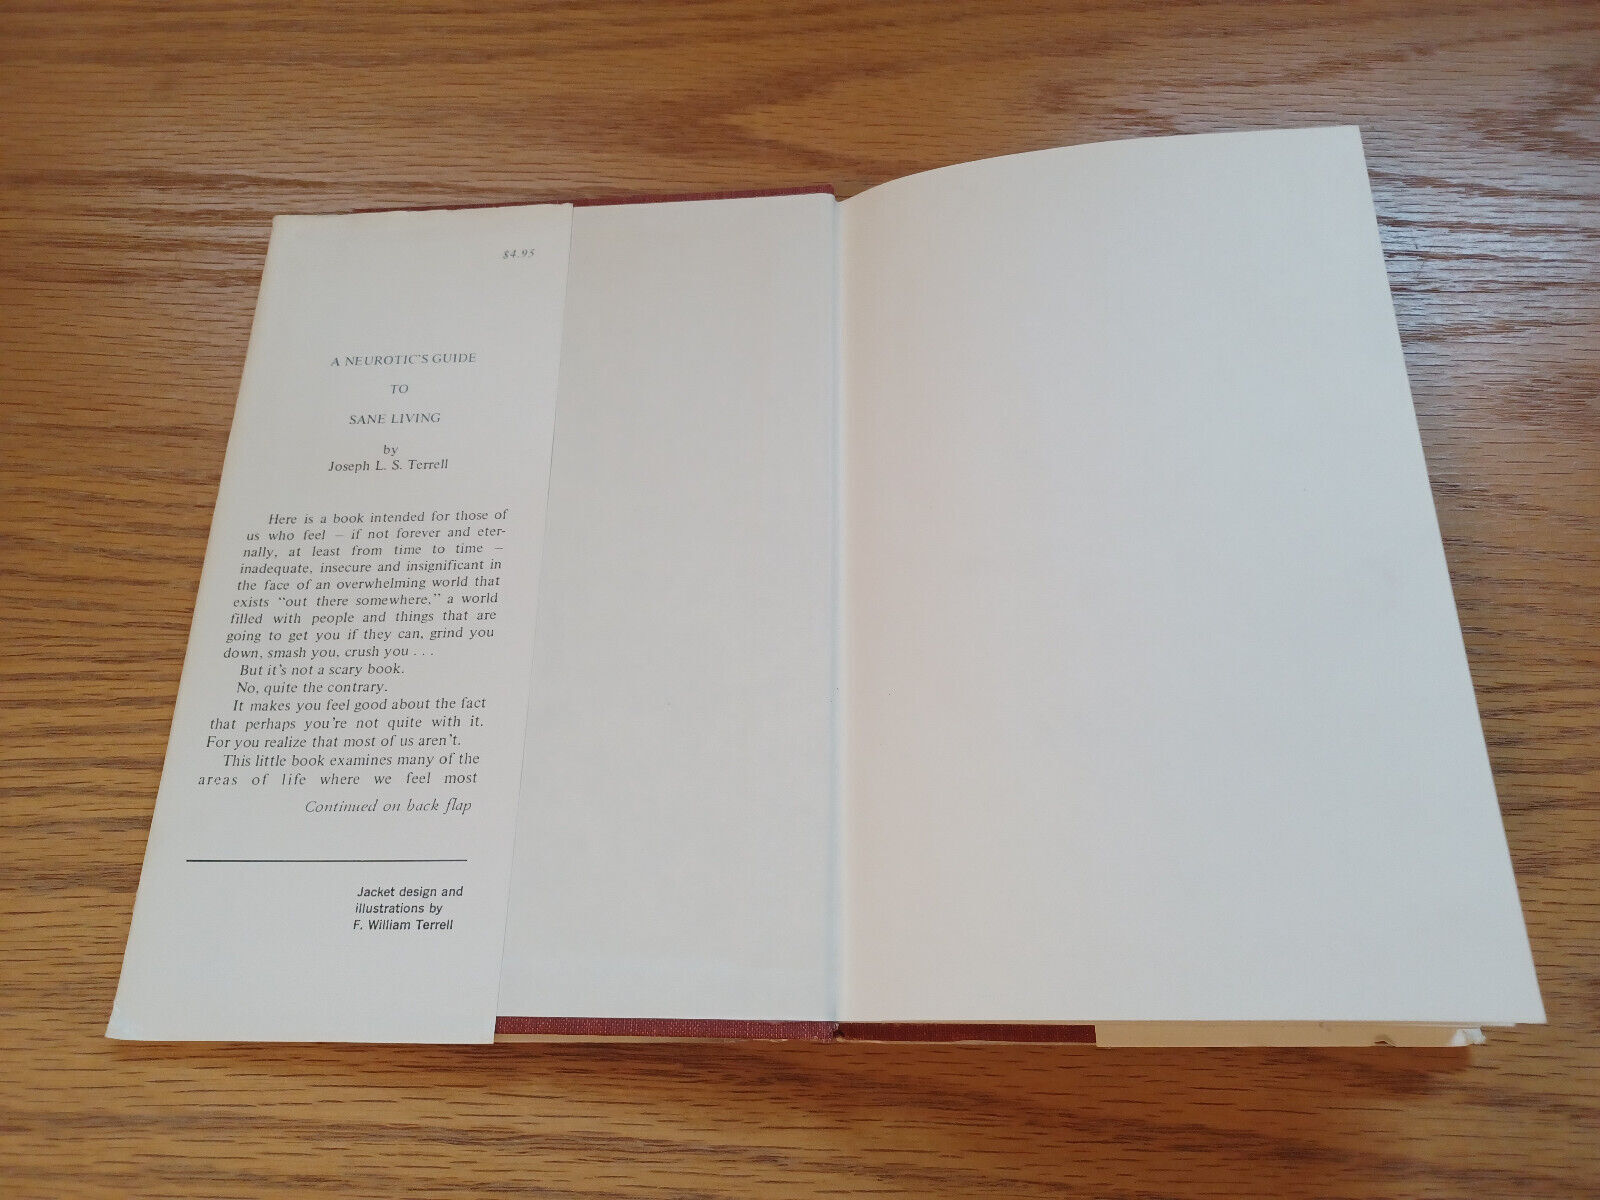 $4.95
A NEUROTIC'S GUIDE
TO
SANE LIVING
by
Joseph L. S. Terrell
Here is a book intended for those of
us who feel – if not forever and eter-
nally, at least from time to time –
inadequate, insecure and insignificant in
the face of an overwhelming world that
exists "out there somewhere," a world
filled with people and things that are
going to get you if they can, grind you
down, smash you, crush you . . .
But it's not a scary book.
No, quite the contrary.
It makes you feel good about the fact
that perhaps you're not quite with it.
For you realize that most of us aren't.
This little book examines many of the
areas of life where we feel most
Continued on back flap
Jacket design and
illustrations by
F. William Terrell